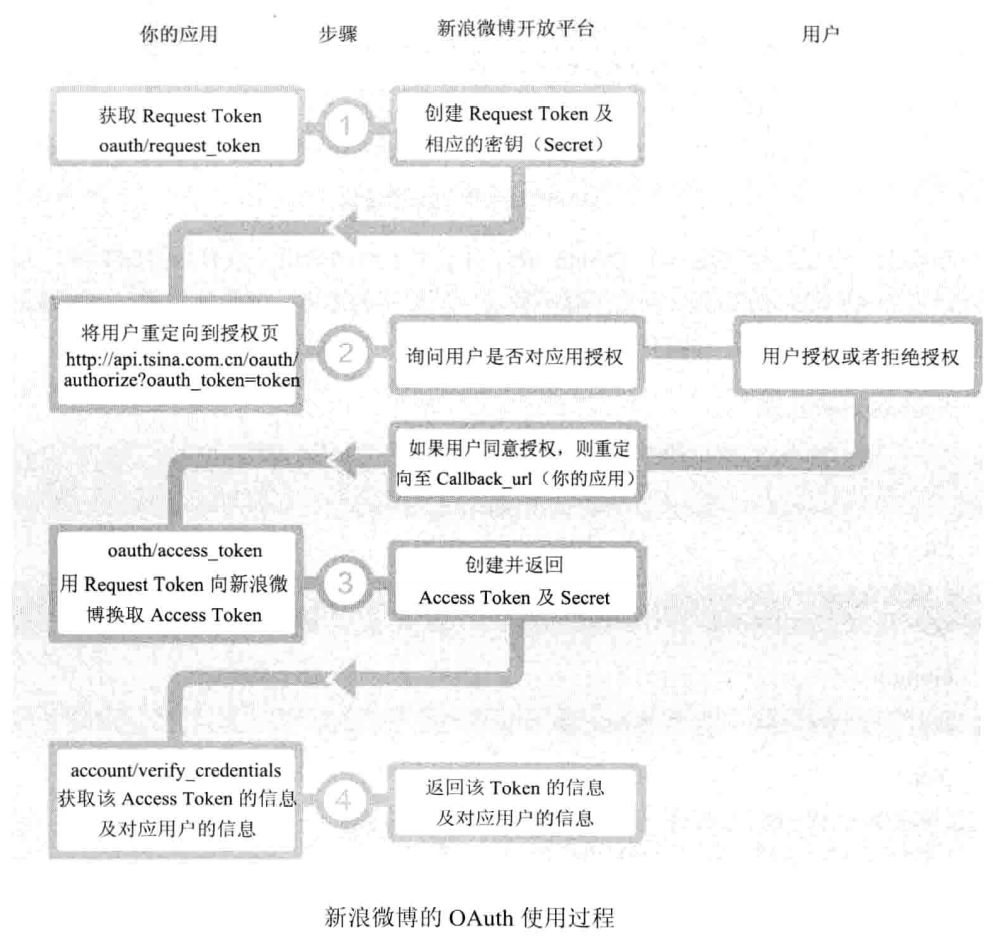 你的应用
步骤
新浪微博开放平台
用户
获取 Request Token
oauth/request_token
1
创建 Request Token 及
相应的密钥（Secret）
将用户重定向到授权页
http://api.tsina.com.cn/oauth/
authorize?oauth_token=token
2
询问用户是否对应用授权
用户授权或者拒绝授权
如果用户同意授权，则重定
向至 Callback_url（你的应用）
oauth/access_token
用 Request Token 向新浪微
博换取 Access Token
3
创建并返回
Access Token 及 Secret
account/verify_credentials
获取该 Access Token 的信息
及对应用户的信息
4
返回该 Token 的信息
及对应用户的信息
新浪微博的 OAuth 使用过程